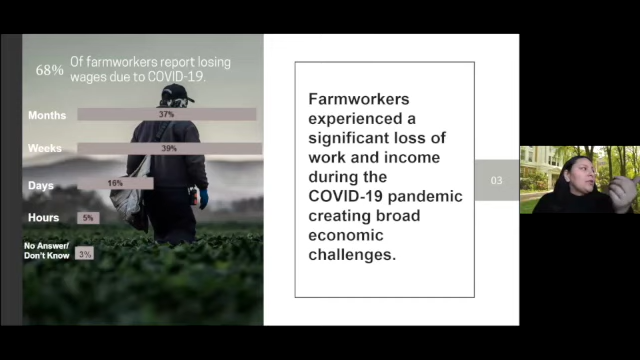 68% Of farmworkers report losing
wages due to COVID-19.
Months 37%
Weeks 39%
Days 16%
Hours 5%
No Answer/
Don't Know 3%
Farmworkers
experienced a
significant loss of
work and income
during the
COVID-19 pandemic
creating broad
economic
challenges.
03